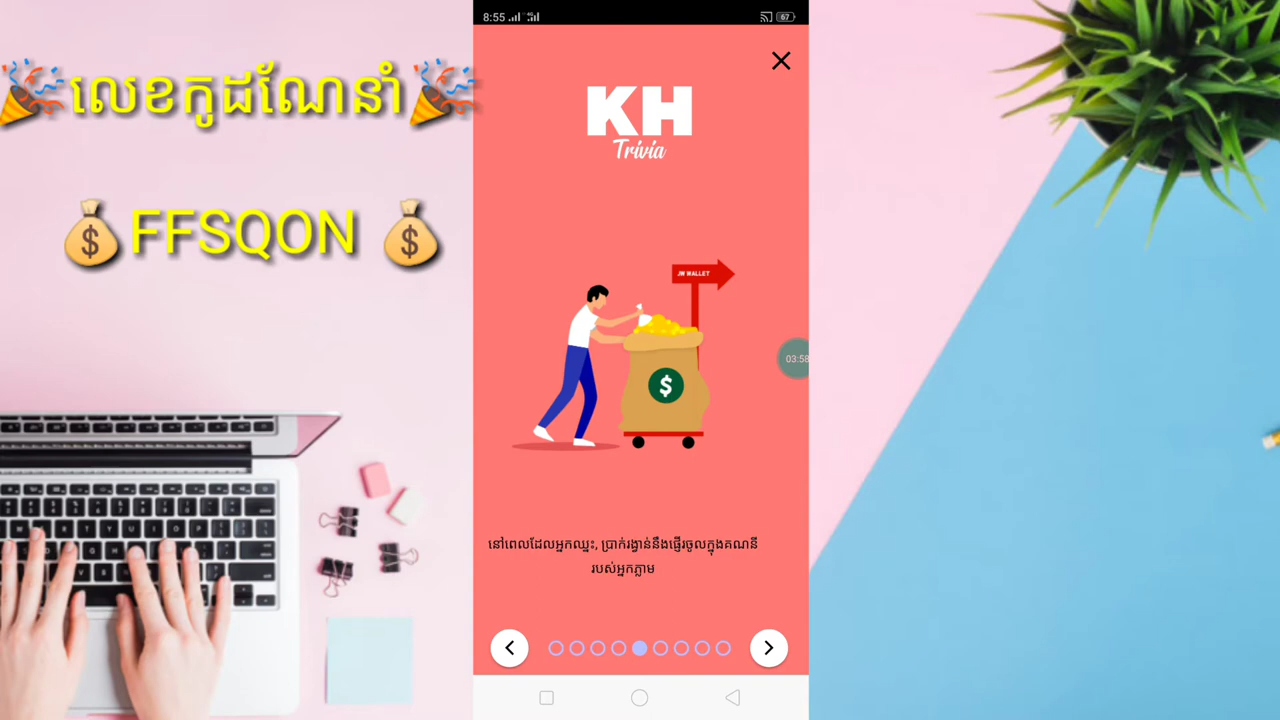 លេខកូដណែនាំ
FFSQON
8:55
4G
67
KH
Trivia
JW WALLET
$
03:58
នៅពេលដែលអ្នកឈ្នះ, ប្រាក់រង្វាន់នឹងផ្ញើរចូលក្នុងគណនី
របស់អ្នកភ្លាម